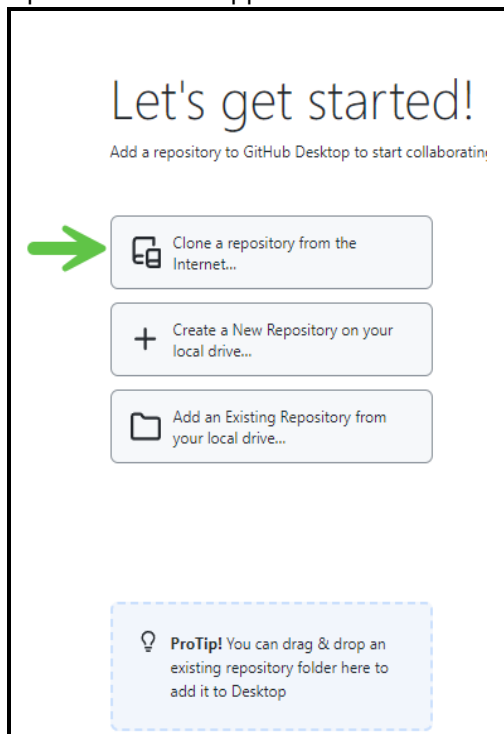 Let's get started!
Add a repository to GitHub Desktop to start
Clone a repository from the
Internet...
Create a New Repository on your
local drive...
Add an Existing Repository from
your local drive...
ProTip! You can drag & drop an
existing repository folder here to
add it to Desktop